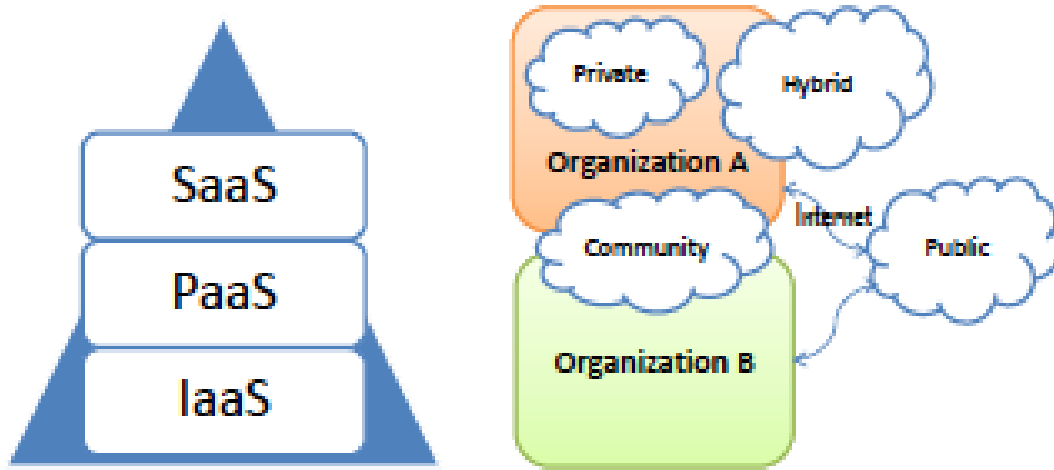 SaaS
PaaS
IaaS
Private
Hybrid
Organization A
Internet
Community
Public
Organization B